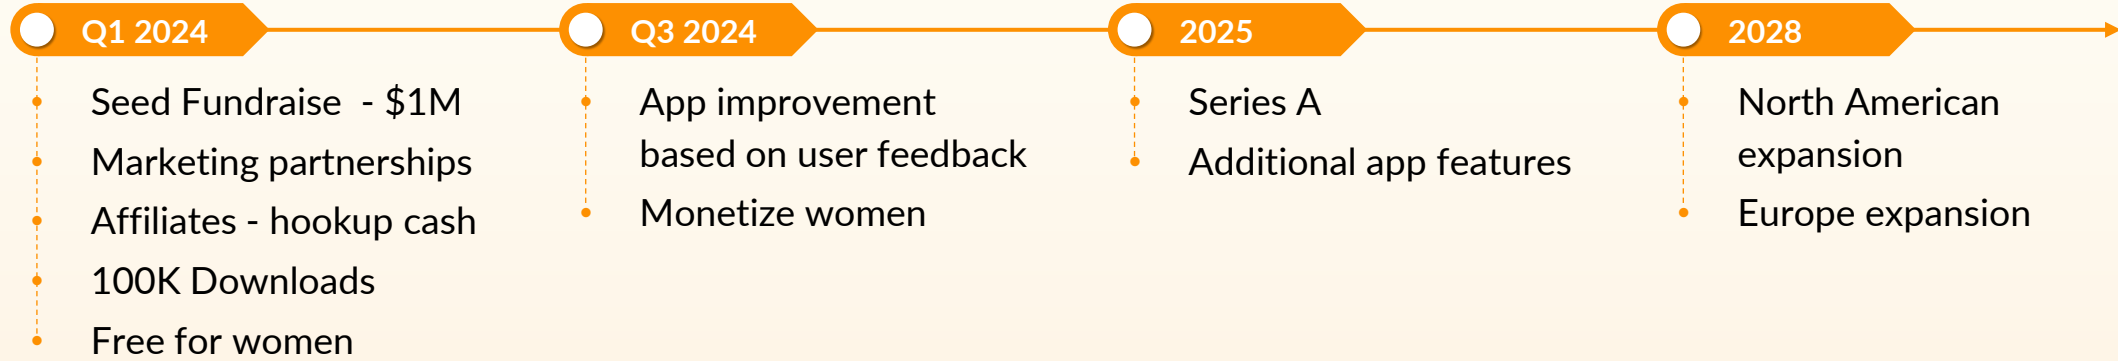 Q1 2024
Seed Fundraise  - $1M
Marketing partnerships
Affiliates - hookup cash
100K Downloads
Free for women
Q3 2024
App improvement
based on user feedback
Monetize women
2025
Series A
Additional app features
2028
North American
expansion
Europe expansion